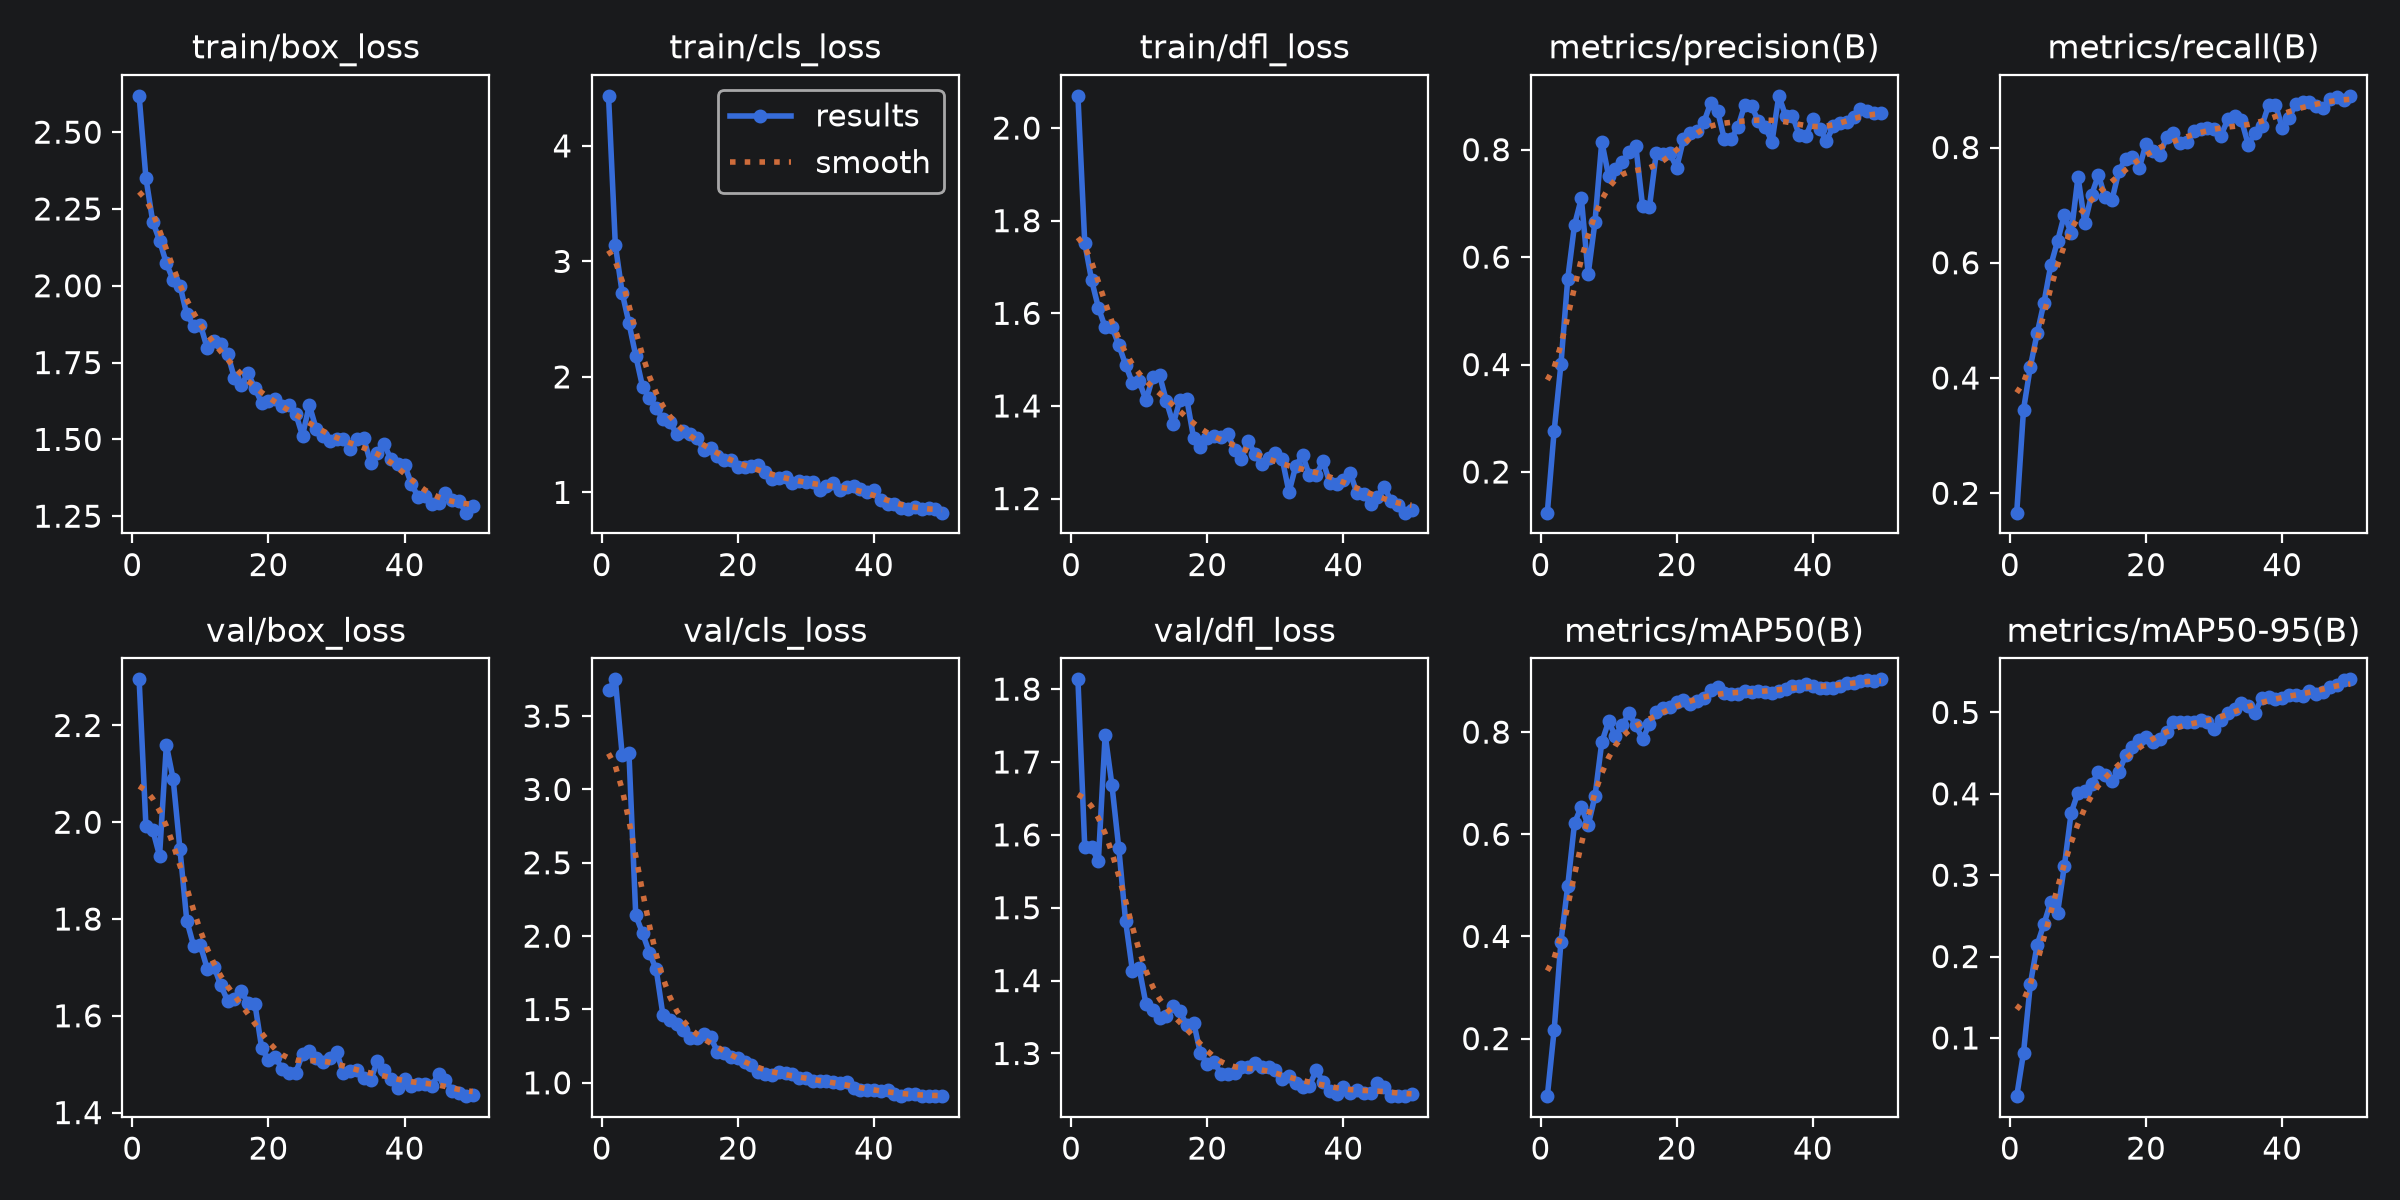 train/box_loss
train/cls_loss
train/dfl_loss
metrics/precision(B)
metrics/recall(B)
2.50
2.25
2.00
1.75
1.50
1.25
0 20 40
results
smooth
4
3
2
1
0 20 40
2.0
1.8
1.6
1.4
1.2
0 20 40
0.8
0.6
0.4
0.2
0 20 40
0.8
0.6
0.4
0.2
0 20 40
val/box_loss
val/cls_loss
val/dfl_loss
metrics/mAP50(B)
metrics/mAP50-95(B)
2.2
2.0
1.8
1.6
1.4
0 20 40
3.5
3.0
2.5
2.0
1.5
1.0
0 20 40
1.8
1.7
1.6
1.5
1.4
1.3
0 20 40
0.8
0.6
0.4
0.2
0 20 40
0.5
0.4
0.3
0.2
0.1
0 20 40